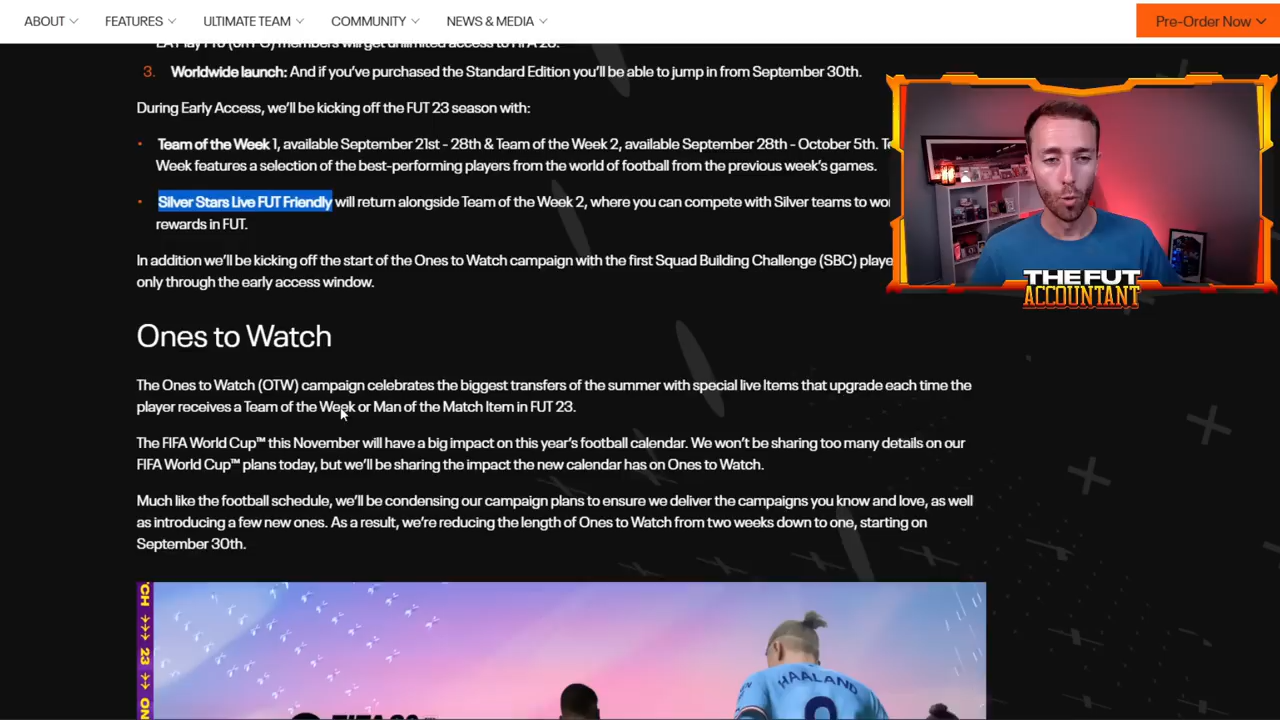 ABOUT FEATURES ULTIMATE TEAM COMMUNITY NEWS & MEDIA Pre-Order Now
EA Play Pro (on PC) members will get unlimited access to FIFA 23.
3. Worldwide launch: And if you've purchased the Standard Edition you'll be able to jump in from September 30th.
During Early Access, we'll be kicking off the FUT 23 season with:
• Team of the Week 1, available September 21st - 28th & Team of the Week 2, available September 28th - October 5th.
Week features a selection of the best-performing players from the world of football from the previous week's games.
• Silver Stars Live FUT Friendly will return alongside Team of the Week 2, where you can compete with Silver teams to
rewards in FUT.
In addition we'll be kicking off the start of the Ones to Watch campaign with the first Squad Building Challenge (SBC)
only through the early access window.
THE FUT
ACCOUNTANT
Ones to Watch
The Ones to Watch (OTW) campaign celebrates the biggest transfers of the summer with special live Items that upgrade each time the
player receives a Team of the Week or Man of the Match Item in FUT 23.
The FIFA World Cup™ this November will have a big impact on this year's football calendar. We won't be sharing too many details on our
FIFA World Cup™ plans today, but we'll be sharing the impact the new calendar has on Ones to Watch.
Much like the football schedule, we'll be condensing our campaign plans to ensure we deliver the campaigns you know and love, as well
as introducing a few new ones. As a result, we're reducing the length of Ones to Watch from two weeks down to one, starting on
September 30th.
23
HAALAND